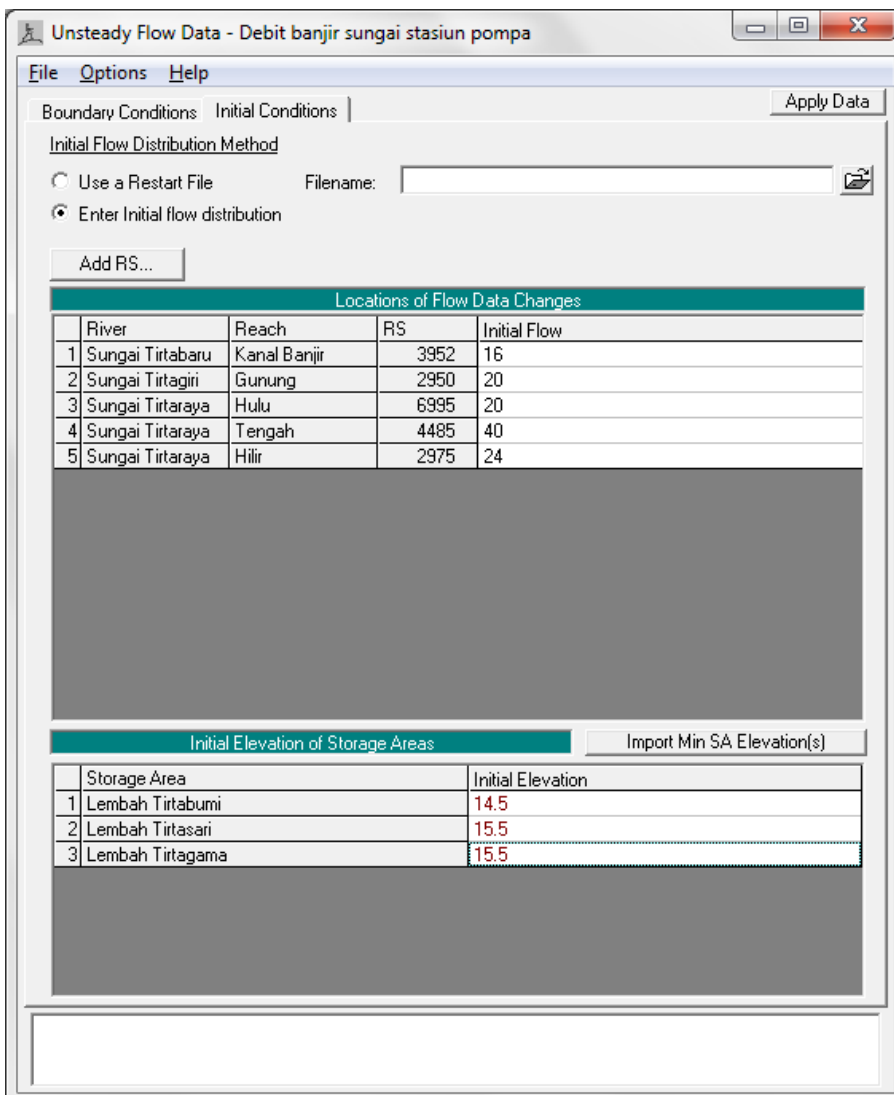 Unsteady Flow Data - Debit banjir sungai stasiun pompa
File Options Help
Boundary Conditions Initial Conditions Apply Data
Initial Flow Distribution Method
Use a Restart File Filename:
Enter Initial flow distribution
Add RS...
Locations of Flow Data Changes
River Reach RS Initial Flow
1 Sungai Tirtabaru Kanal Banjir 3952 16
2 Sungai Tirtagiri Gunung 2950 20
3 Sungai Tirtaraya Hulu 6995 20
4 Sungai Tirtaraya Tengah 4485 40
5 Sungai Tirtaraya Hilir 2975 24
Initial Elevation of Storage Areas Import Min SA Elevation(s)
Storage Area Initial Elevation
1 Lembah Tirtabumi 14.5
2 Lembah Tirtasari 15.5
3 Lembah Tirtagama 15.5